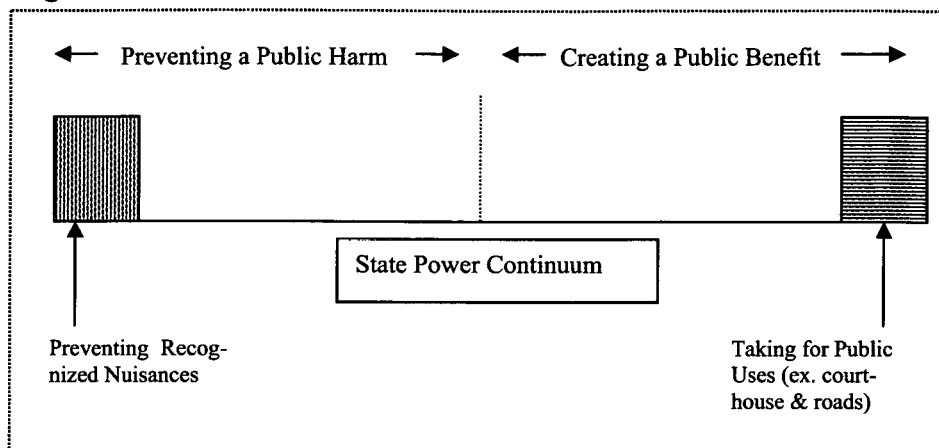 Preventing a Public Harm
Creating a Public Benefit
State Power Continuum
Preventing Recog-
nized Nuisances
Taking for Public
Uses (ex. court-
house & roads)